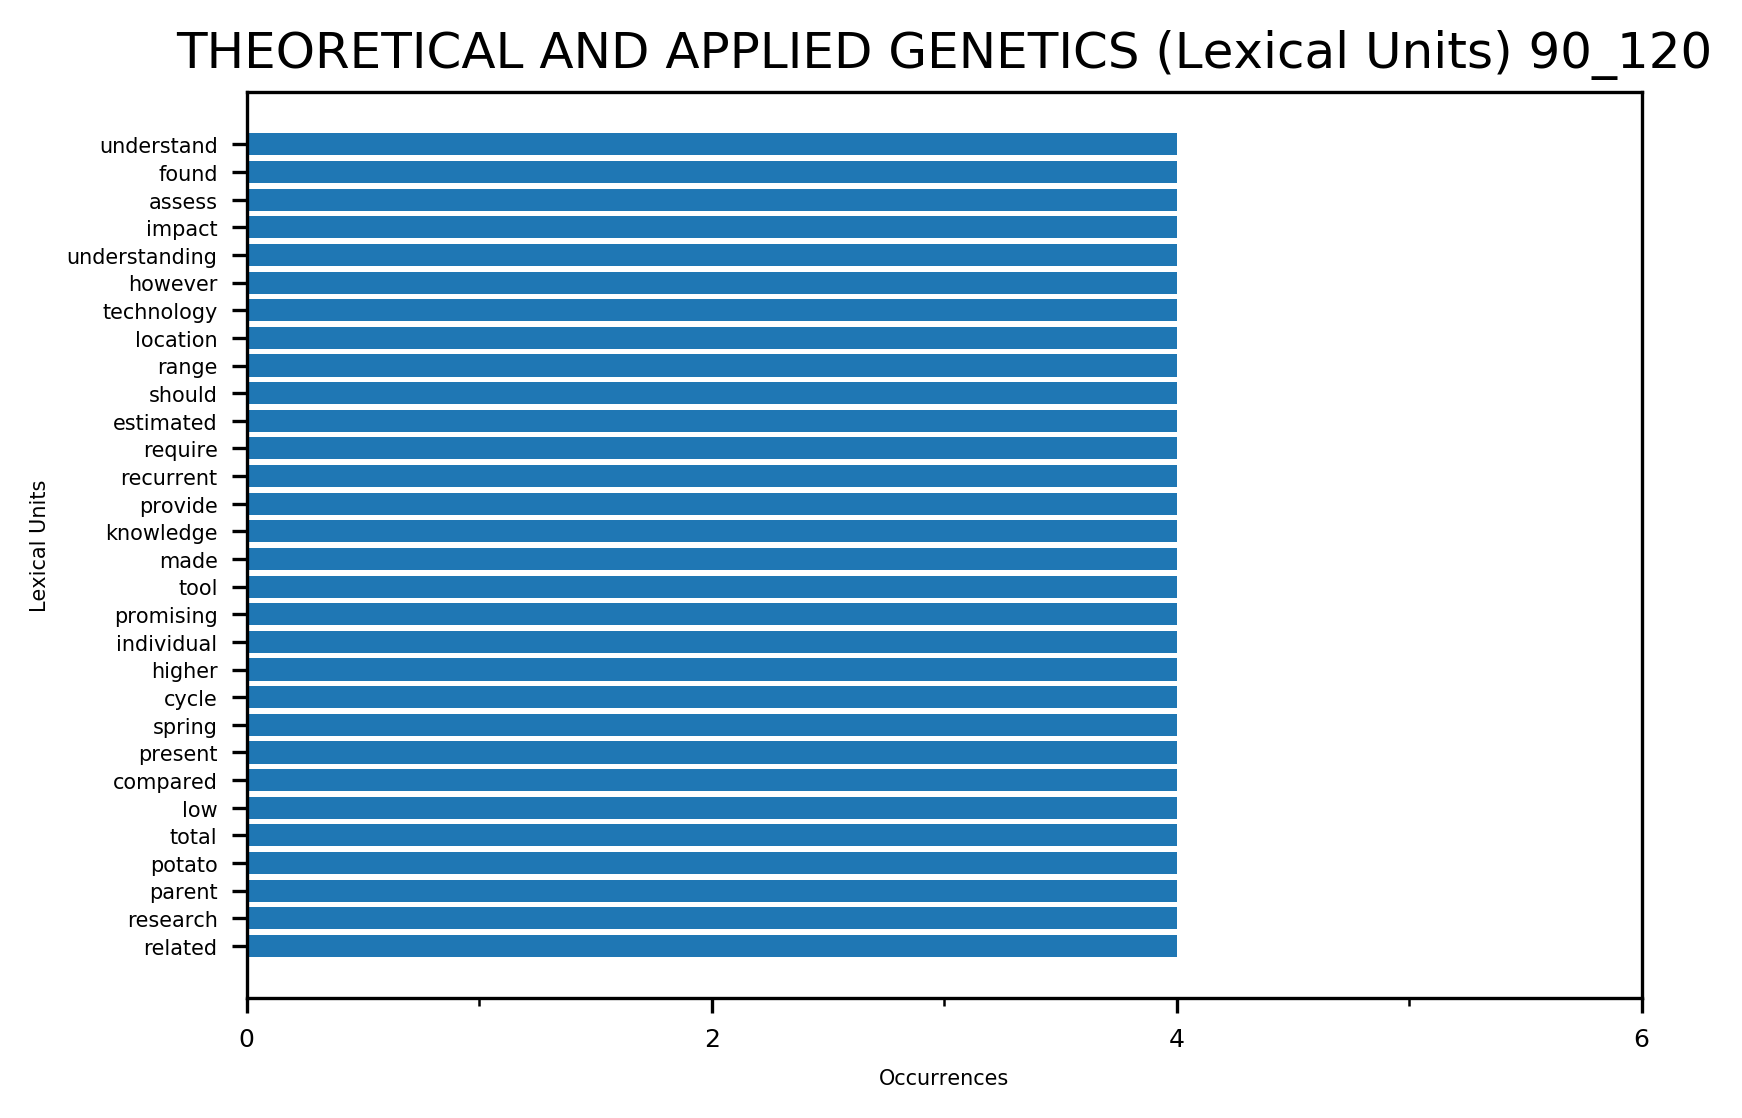 THEORETICAL AND APPLIED GENETICS (Lexical Units) 90_120
understand
found
assess
impact
understanding
however
technology
location
range
should
estimated
require
recurrent
provide
knowledge
made
tool
promising
individual
higher
cycle
spring
present
compared
low
total
potato
parent
research
related
Lexical Units
0 2 4 6
Occurrences